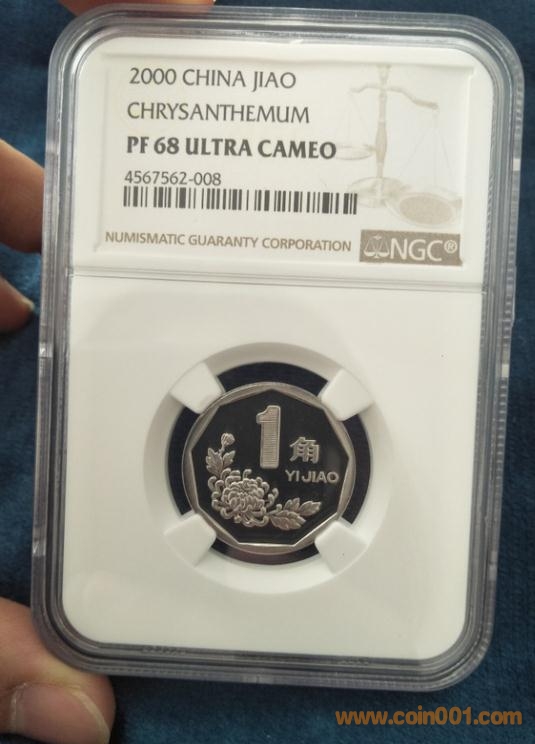 2000 CHINA JIAO
CHRYSANTHEMUM
PF 68 ULTRA CAMEO
4567562-008
NUMISMATIC GUARANTY CORPORATION NGC®
1角
YI JIAO
www.coin001.com